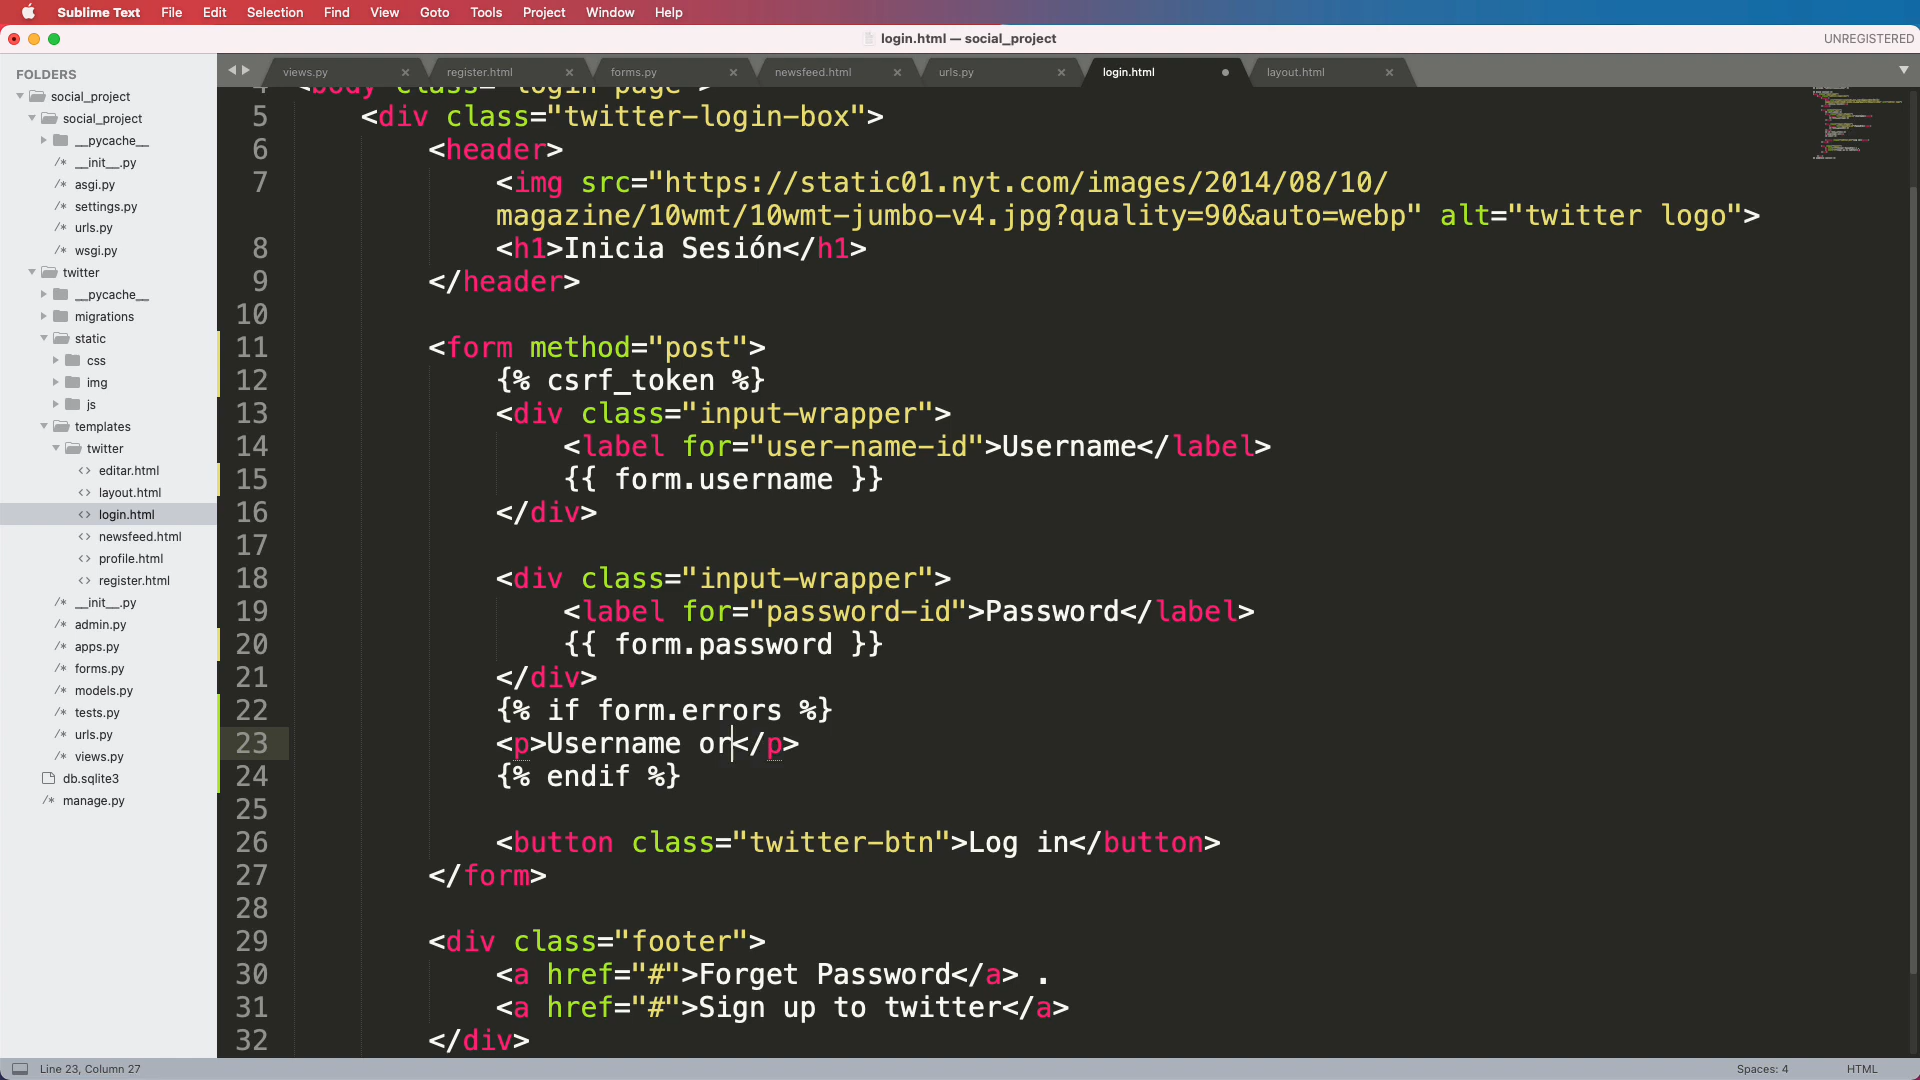 Sublime Text File Edit Selection Find View Goto Tools Project Window Help
login.html — social_project
UNREGISTERED
FOLDERS
social_project
social_project
__pycache__
/* __init__.py
/* asgi.py
/* settings.py
/* urls.py
/* wsgi.py
twitter
__pycache__
migrations
static
css
img
js
templates
twitter
<> editar.html
<> layout.html
<> login.html
<> newsfeed.html
<> profile.html
<> register.html
/* __init__.py
/* admin.py
/* apps.py
/* forms.py
/* models.py
/* tests.py
/* urls.py
/* views.py
db.sqlite3
/* manage.py
views.py × register.html × forms.py × newsfeed.html × urls.py × login.html layout.html ×
4 <body class="login-page">
5 <div class="twitter-login-box">
6 <header>
7 <img src="https://static01.nyt.com/images/2014/08/10/
magazine/10wmt/10wmt-jumbo-v4.jpg?quality=90&auto=webp" alt="twitter logo">
8 <h1>Inicia Sesión</h1>
9 </header>
10
11 <form method="post">
12 {% csrf_token %}
13 <div class="input-wrapper">
14 <label for="user-name-id">Username</label>
15 {{ form.username }}
16 </div>
17
18 <div class="input-wrapper">
19 <label for="password-id">Password</label>
20 {{ form.password }}
21 </div>
22 {% if form.errors %}
23 <p>Username or</p>
24 {% endif %}
25
26 <button class="twitter-btn">Log in</button>
27 </form>
28
29 <div class="footer">
30 <a href="#">Forget Password</a> .
31 <a href="#">Sign up to twitter</a>
32 </div>
Line 23, Column 27
Spaces: 4
HTML